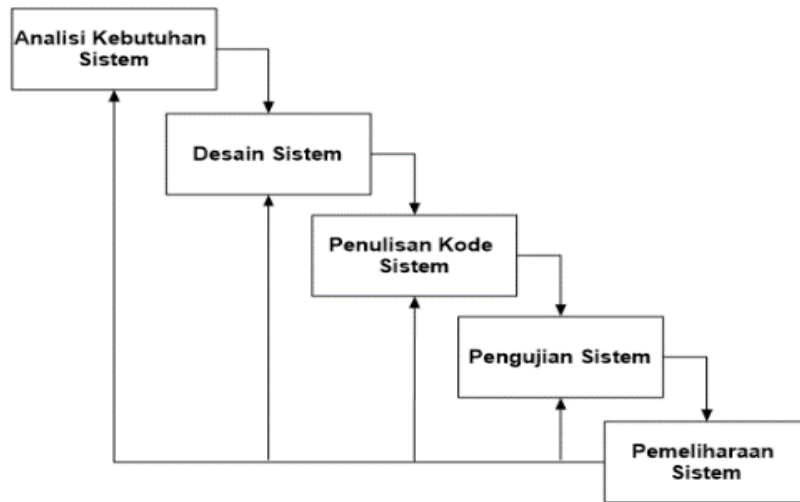 Analisi Kebutuhan
Sistem
Desain Sistem
Penulisan Kode
Sistem
Pengujian Sistem
Pemeliharaan
Sistem